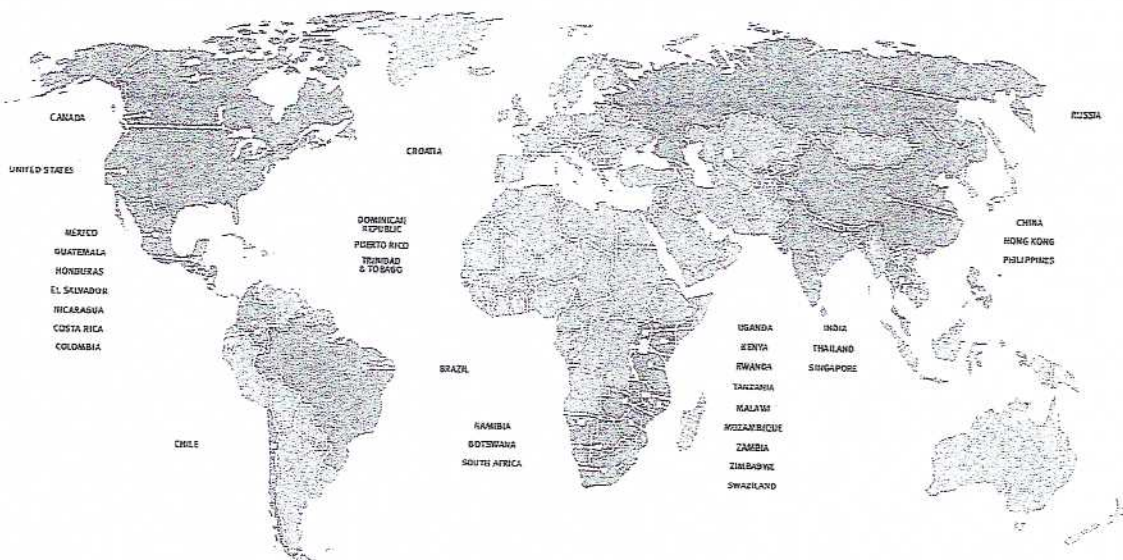 CANADA
RUSSIA
CROATIA
UNITED STATES
DOMINICAN
REPUBLIC
PUERTO RICO
TRINIDAD
& TOBAGO
MEXICO
GUATEMALA
HONDURAS
EL SALVADOR
NICARAGUA
COSTA RICA
COLOMBIA
CHINA
HONG KONG
PHILIPPINES
UGANDA
KENYA
RWANDA
TANZANIA
MALAWI
MOZAMBIQUE
ZAMBIA
ZIMBABWE
SWAZILAND
INDIA
THAILAND
SINGAPORE
BRAZIL
NAMIBIA
BOTSWANA
SOUTH AFRICA
CHILE